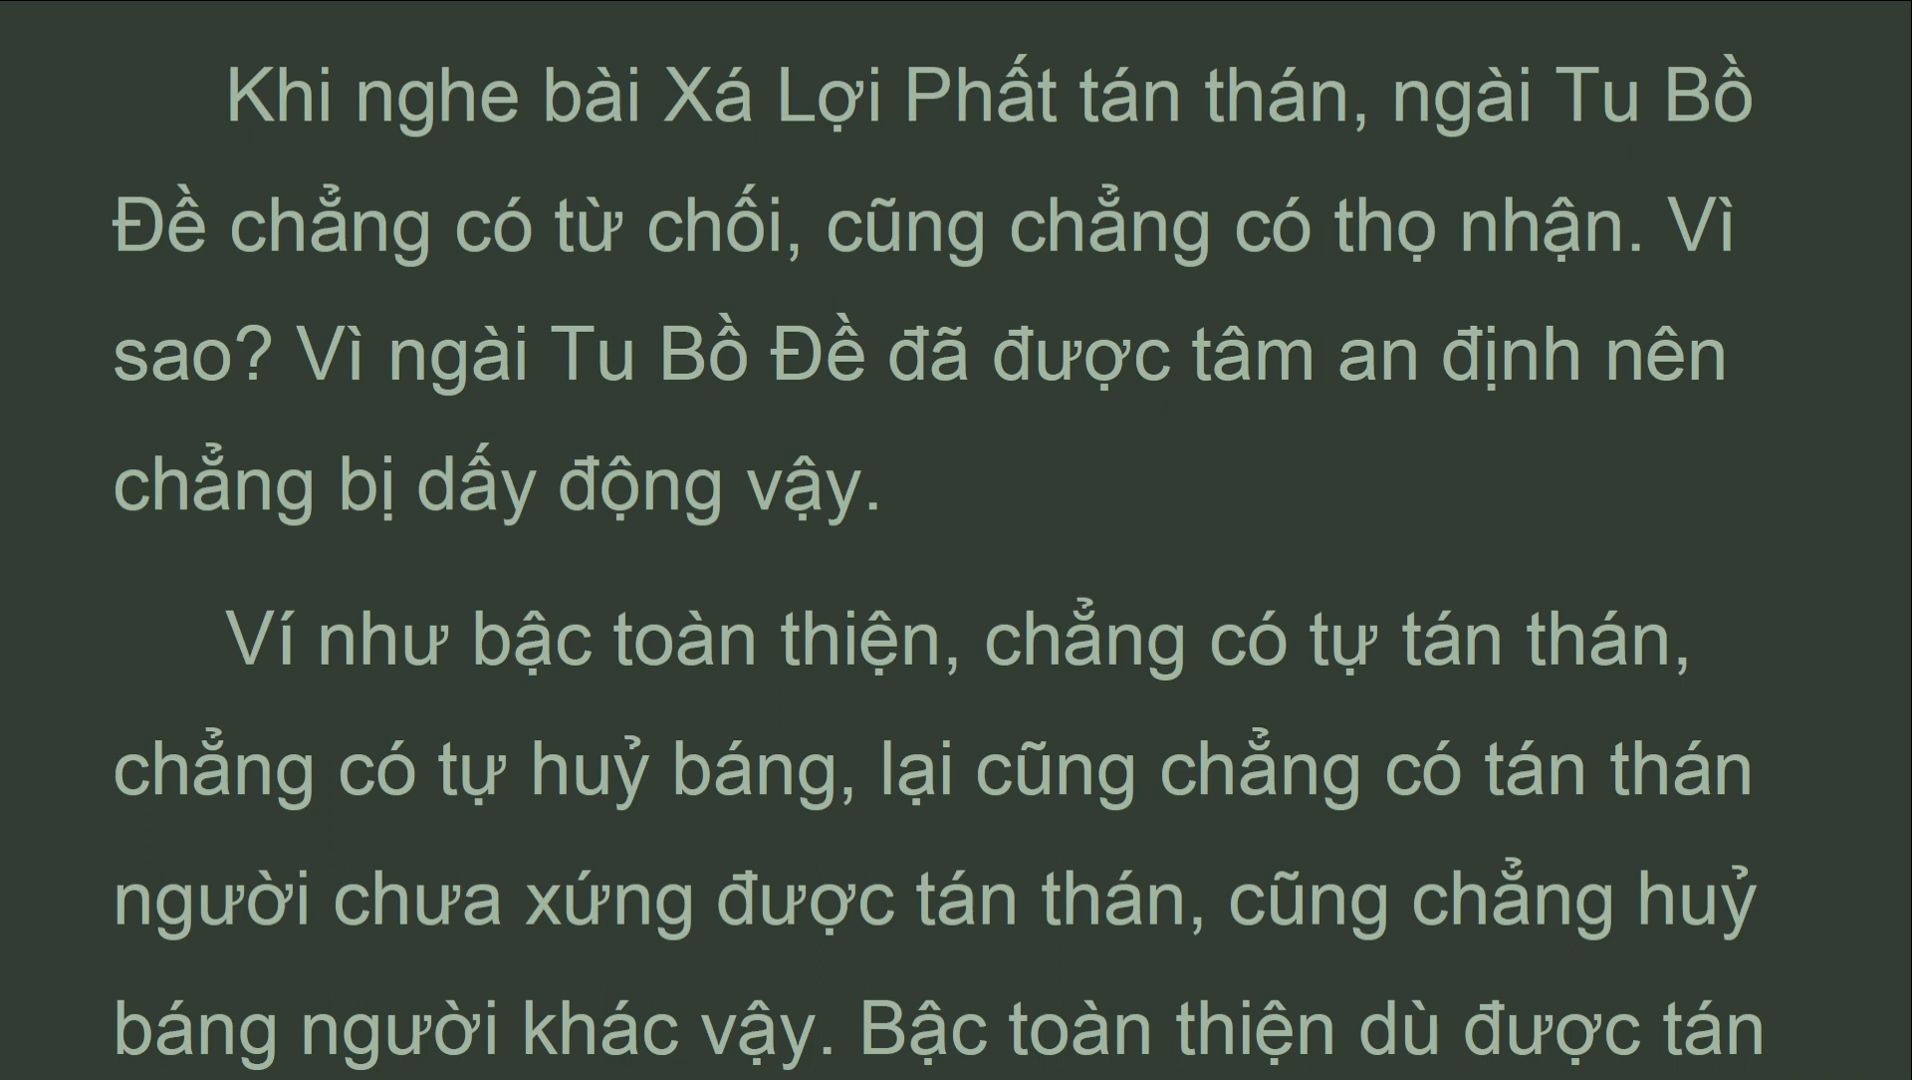 Khi nghe bài Xá Lợi Phất tán thán, ngài Tu Bồ
Đề chẳng có từ chối, cũng chẳng có thọ nhận. Vì
sao? Vì ngài Tu Bồ Đề đã được tâm an định nên
chẳng bị dấy động vậy.
Ví như bậc toàn thiện, chẳng có tự tán thán,
chẳng có tự huỷ báng, lại cũng chẳng có tán thán
người chưa xứng được tán thán, cũng chẳng huỷ
báng người khác vậy. Bậc toàn thiện dù được tán